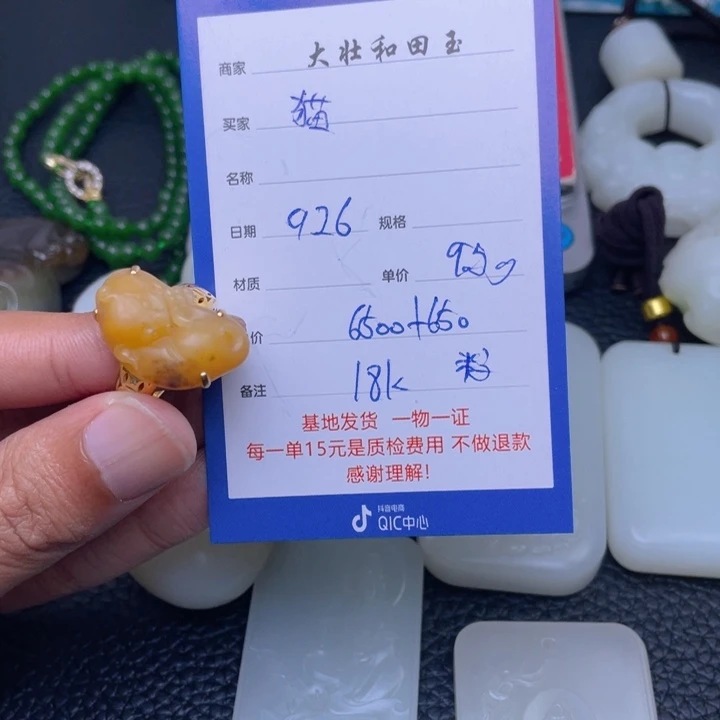 商家 大壮和田玉
买家 猫
名称
日期 926 规格
材质 单价 95g
价 6500+650
备注 18k 粉
基地发货 一物一证
每一单15元是质检费用 不做退款
感谢理解!
抖音电商
QIC中心